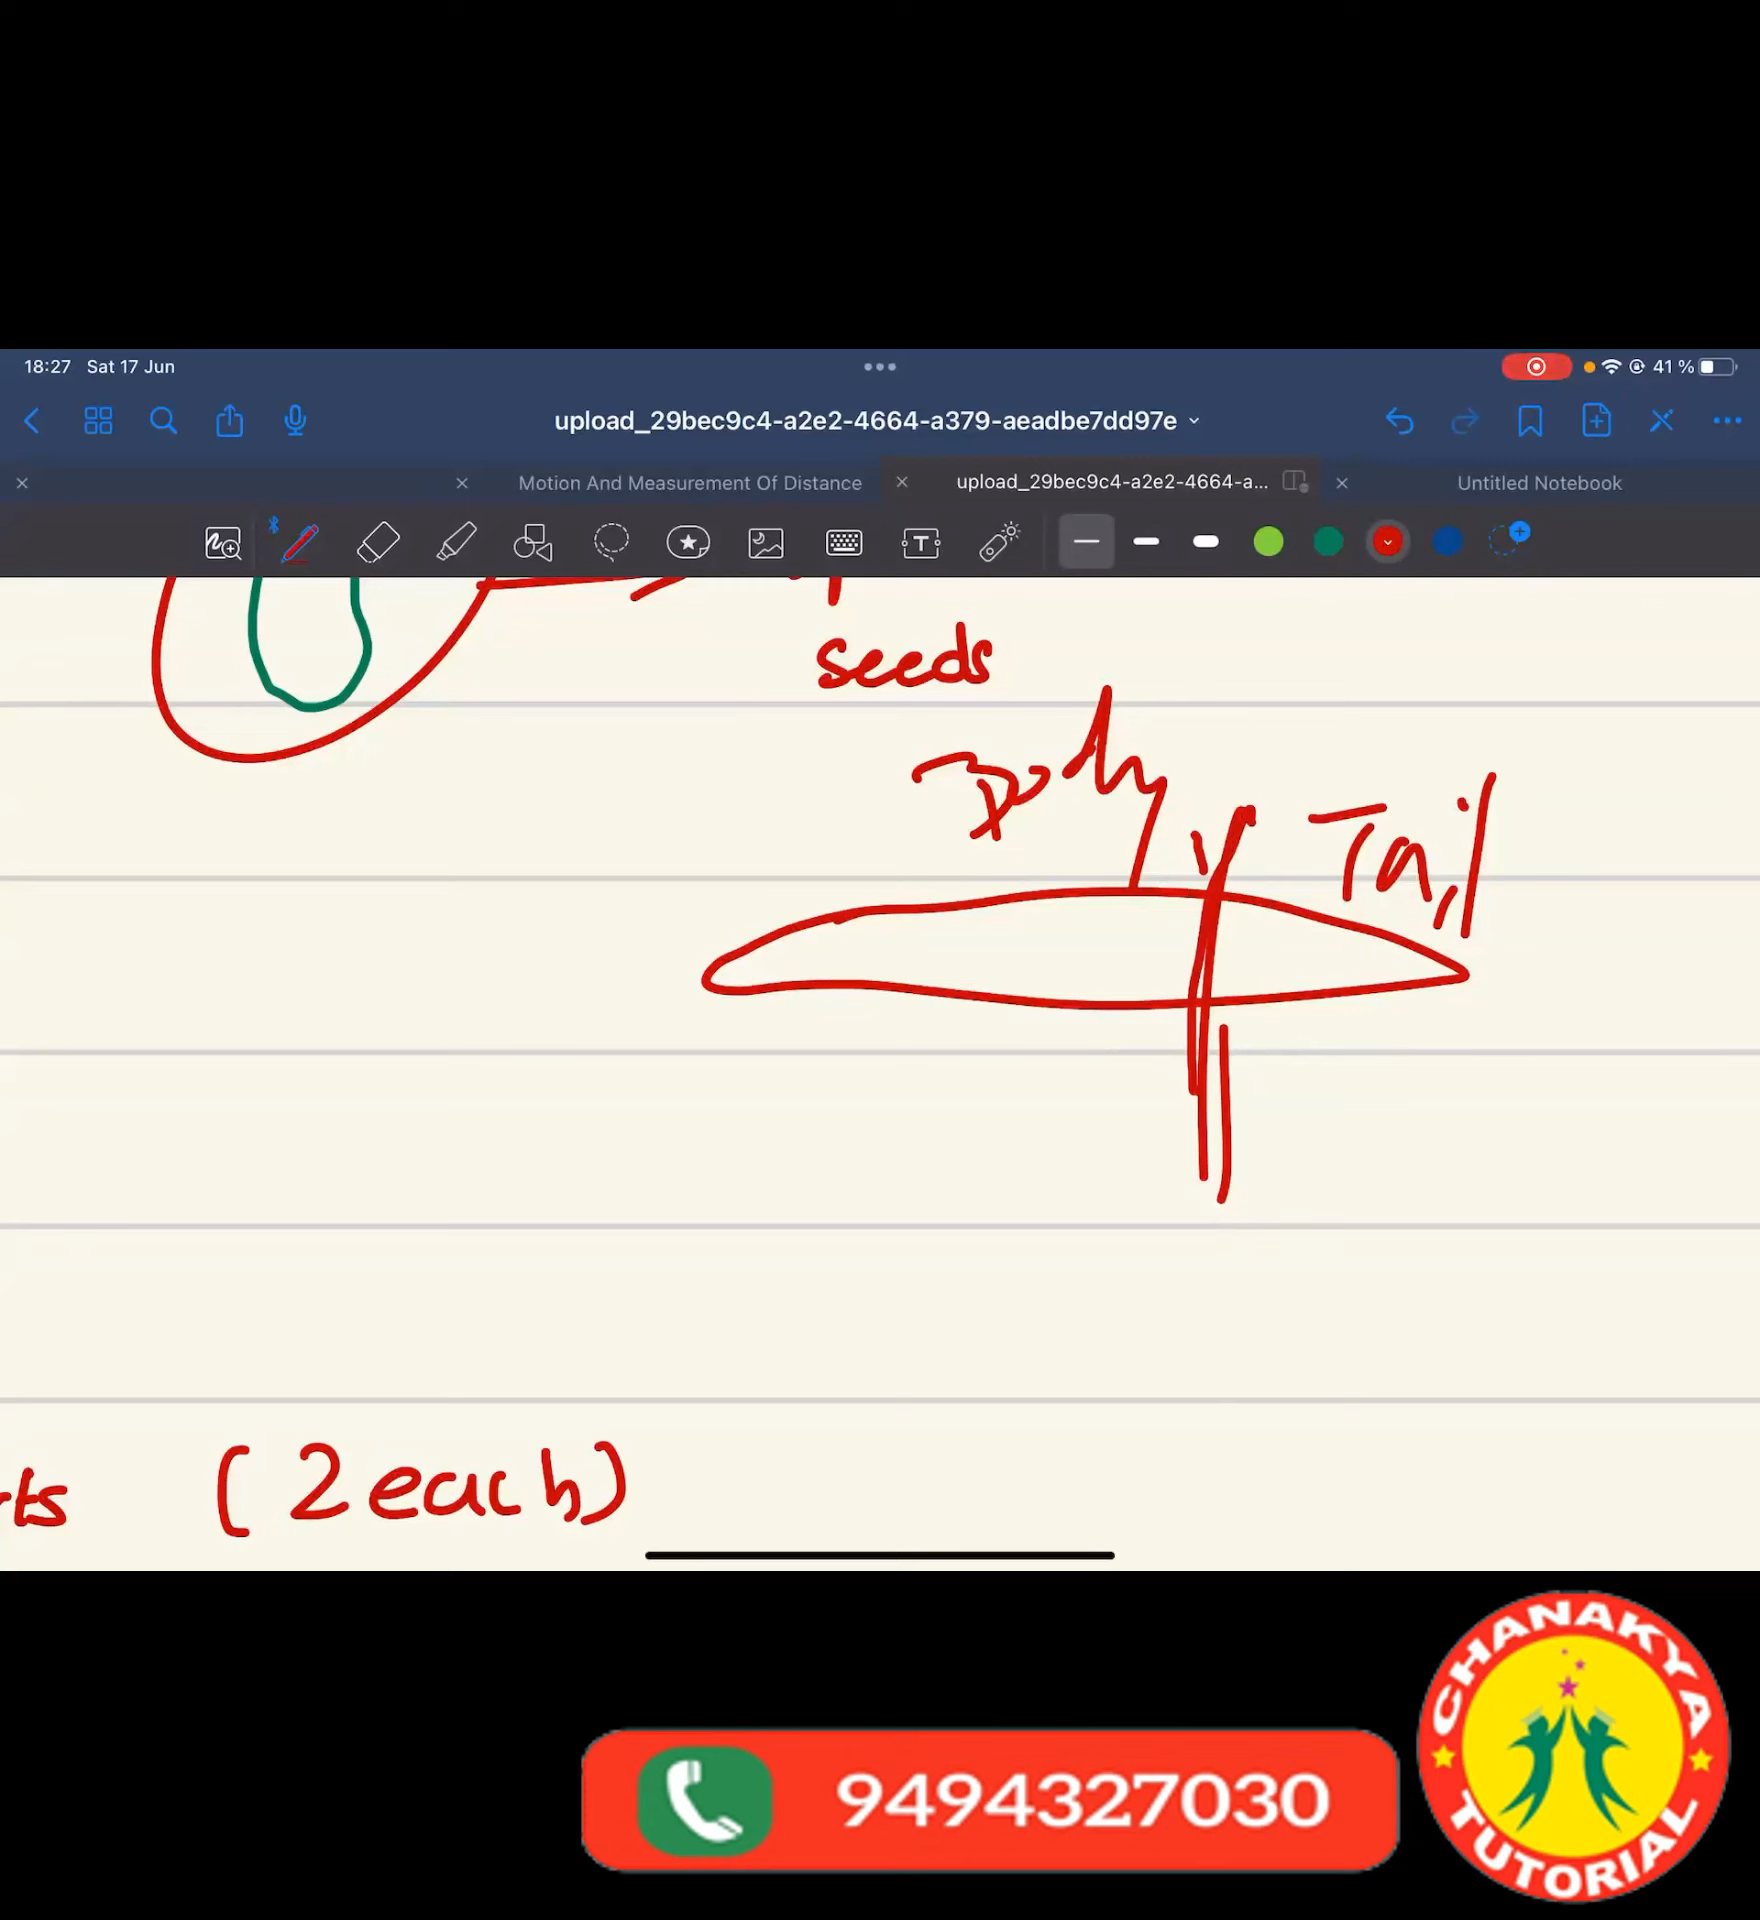 18:27 Sat 17 Jun
41 %
upload_29bec9c4-a2e2-4664-a379-aeadbe7dd97e
Motion And Measurement Of Distance
upload_29bec9c4-a2e2-4664-a...
Untitled Notebook
T
seeds
Body
Tail
ts (2 each)
9494327030
CHANAKYA
TUTORIAL